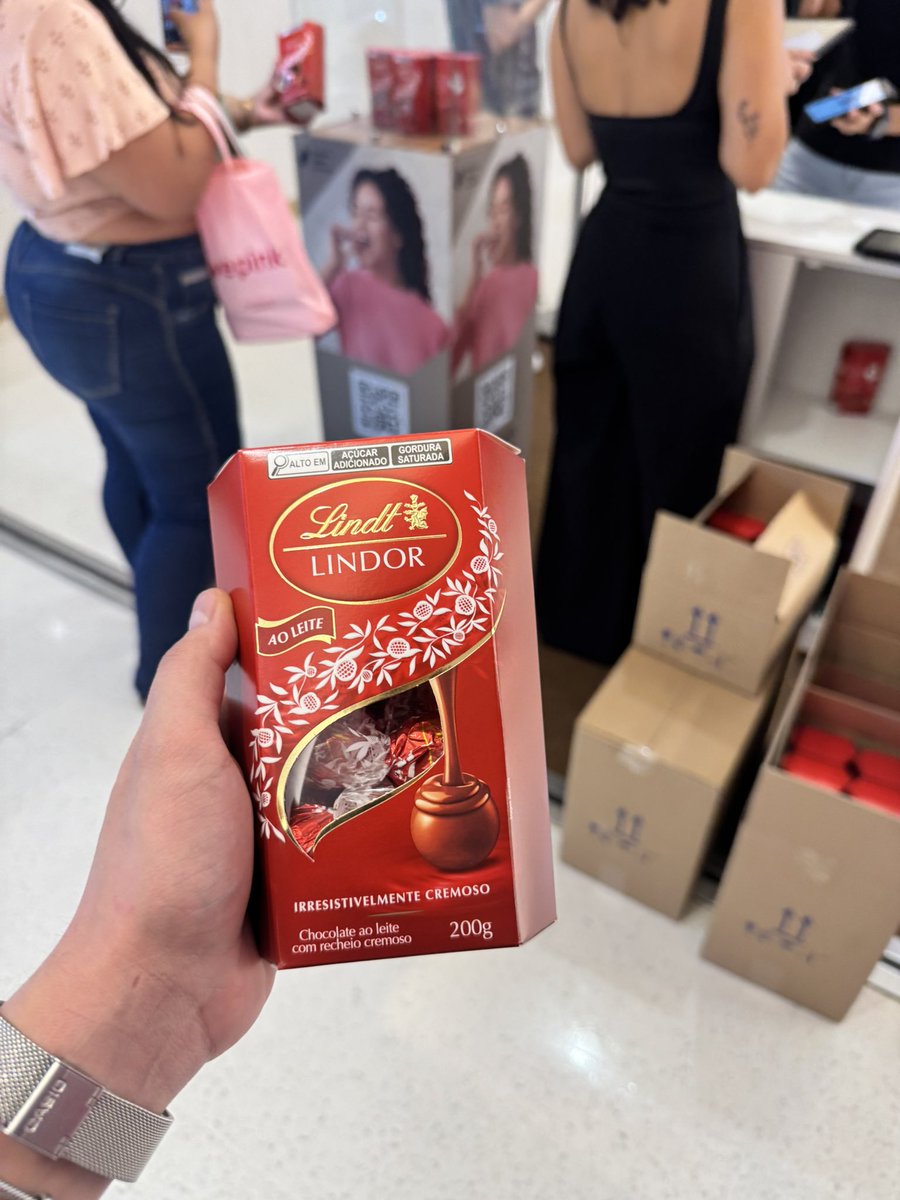 ALTO EM
AÇÚCAR
ADICIONADO
GORDURA
SATURADA
Lindt
LINDOR
AO LEITE
IRRESISTIVELMENTE CREMOSO
Chocolate ao leite
com recheio cremoso
200g
CASIO